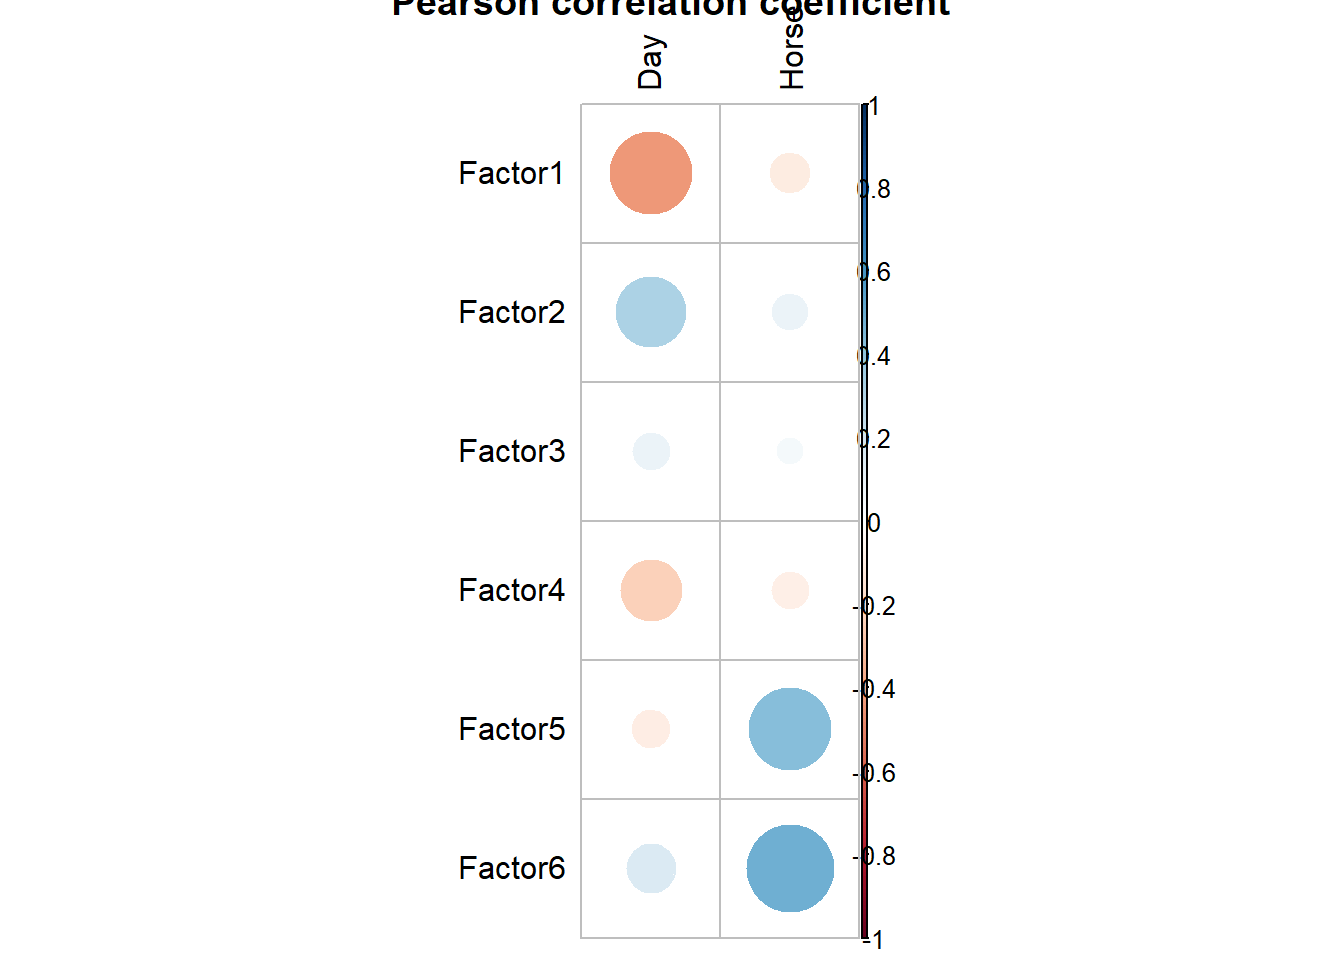 Pearson correlation coefficient
Day
Horse
1
Factor1
0.8
0.6
Factor2
0.4
0.2
Factor3
0
Factor4
-0.2
-0.4
Factor5
-0.6
-0.8
Factor6
-1